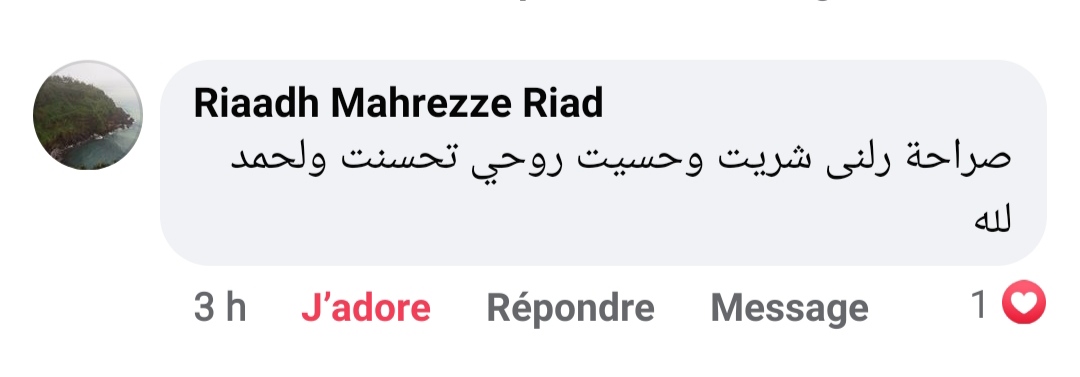 Riaadh Mahrezze Riad
صراحة رلنى شريت وحسيت روحي تحسنت ولحمد
لله
3 h J’adore Répondre Message 1